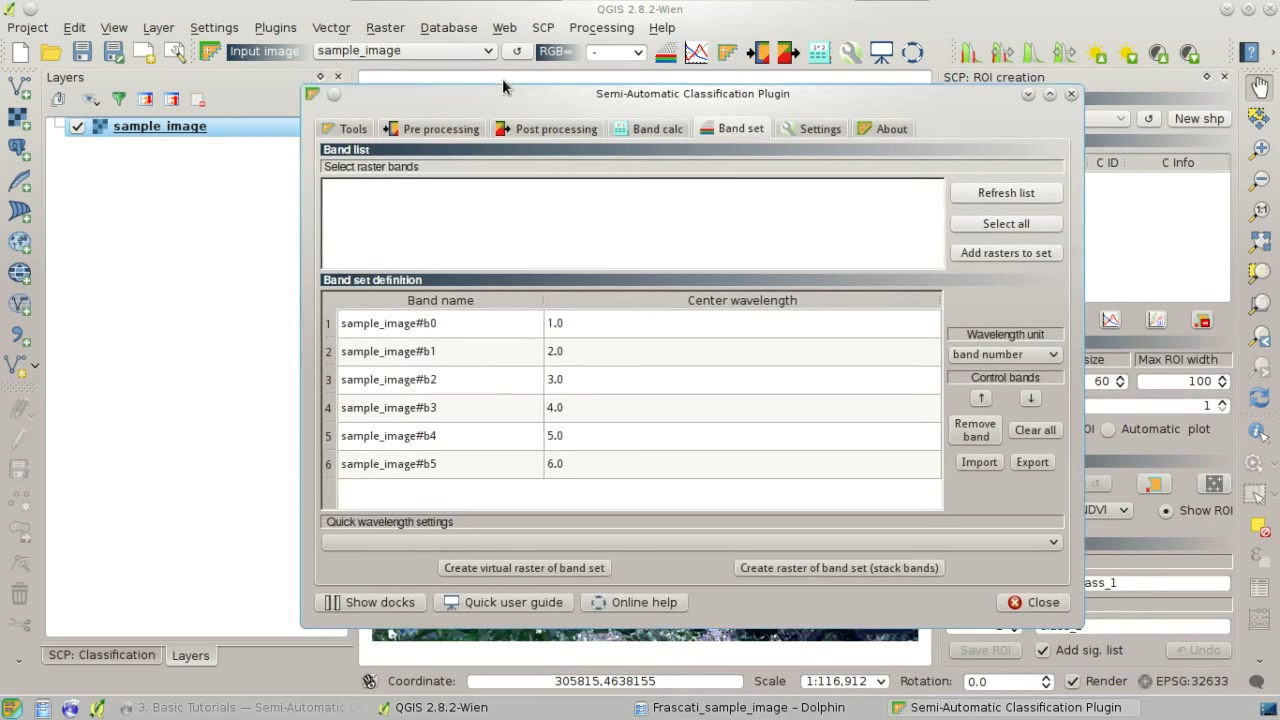 QGIS 2.8.2-Wien
Project Edit View Layer Settings Plugins Vector Raster Database Web SCP Processing Help
Input image sample_image RGB= -
Layers
SCP: ROI creation
sample_image
Semi-Automatic Classification Plugin
New shp
Tools Pre processing Post processing Band calc Band set Settings About
Band list
Select raster bands
C ID C Info
Refresh list
Select all
Add rasters to set
Band set definition
Band name Center wavelength
1 sample_image#b0 1.0
2 sample_image#b1 2.0
3 sample_image#b2 3.0
4 sample_image#b3 4.0
5 sample_image#b4 5.0
6 sample_image#b5 6.0
Wavelength unit
band number
Control bands
↑ ↓
Remove band
Clear all
Import Export
size Max ROI width
60 100
1
Automatic plot
NDVI Show ROI
Quick wavelength settings
Create virtual raster of band set Create raster of band set (stack bands)
Show docks Quick user guide Online help Close
ass_1
Save ROI Add sig. list Undo
SCP: Classification Layers
Coordinate: 305815,4638155 Scale 1:116,912 Rotation: 0.0 Render EPSG:32633
3. Basic Tutorials — Semi-Automatic C QGIS 2.8.2-Wien Frascati_sample_image – Dolphin Semi-Automatic Classification Plugin